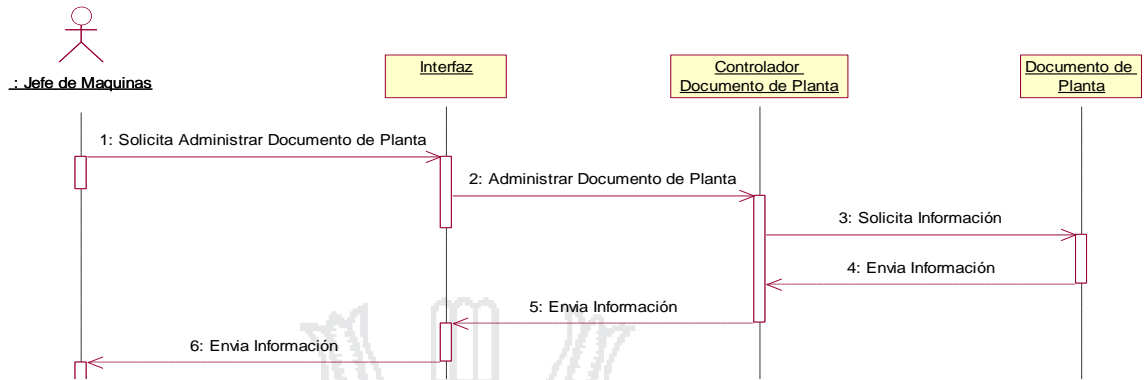 : Jefe de Maquinas
Interfaz
Controlador
Documento de Planta
Documento de
Planta
1: Solicita Administrar Documento de Planta
2: Administrar Documento de Planta
3: Solicita Información
4: Envia Información
5: Envia Información
6: Envia Información